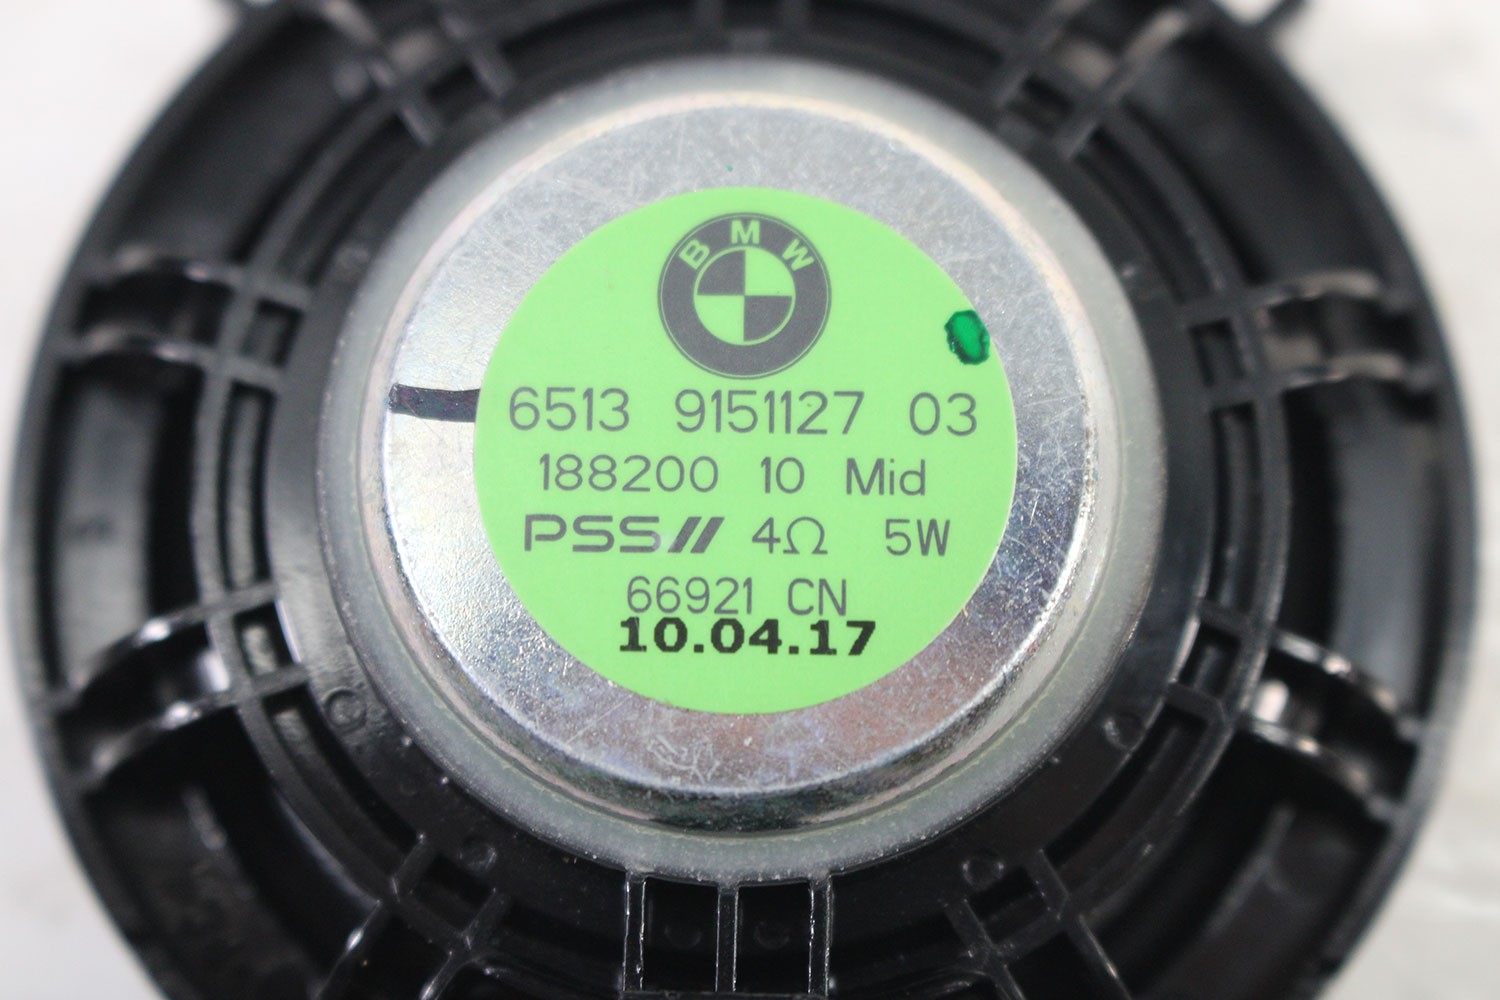 BMW
6513 9151127 03
188200 10 Mid
PSS// 4Ω 5W
66921 CN
10.04.17